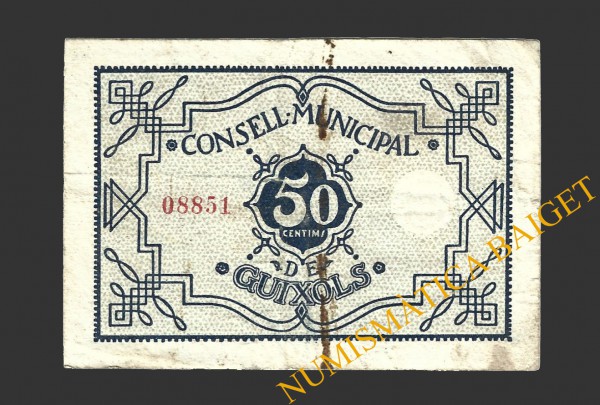 CONSELL·MUNICIPAL
08851
50
CENTIMS
DE
GUIXOLS
NUMISMÀTICA BAIGET